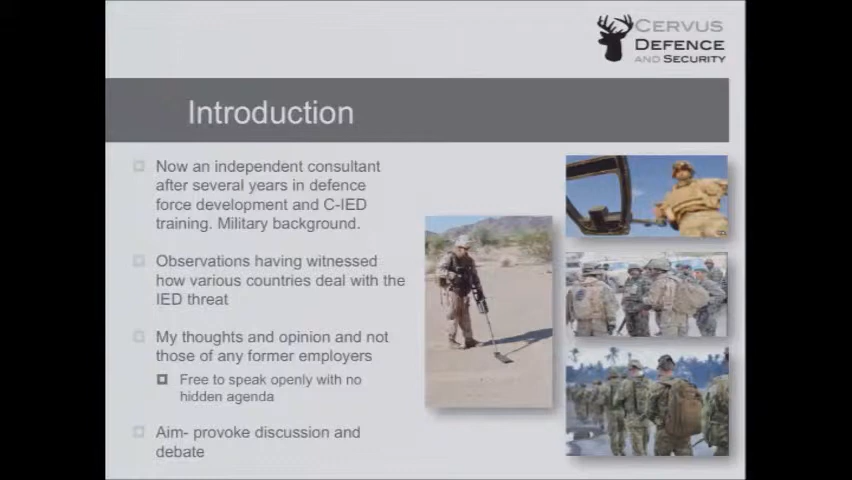 CERVUS
DEFENCE
AND SECURITY
Introduction
Now an independent consultant
after several years in defence
force development and C-IED
training. Military background.
Observations having witnessed
how various countries deal with the
IED threat
My thoughts and opinion and not
those of any former employers
Free to speak openly with no
hidden agenda
Aim- provoke discussion and
debate